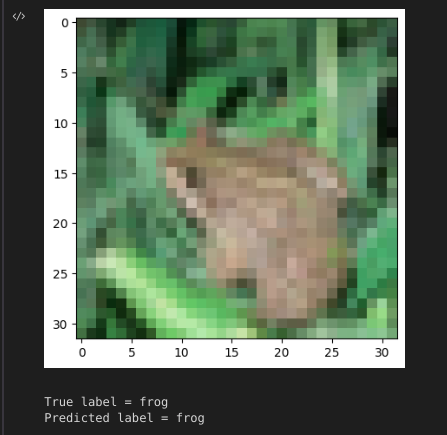 </>
0
5
10
15
20
25
30
0 5 10 15 20 25 30
True label = frog
Predicted label = frog